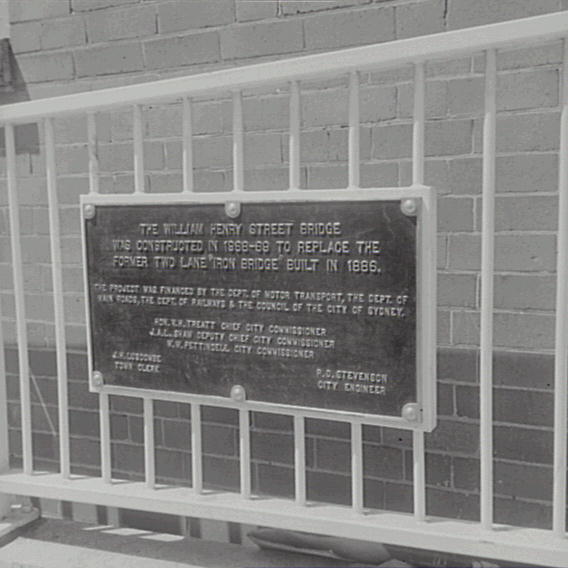 THE WILLIAM HENRY STREET BRIDGE
WAS CONSTRUCTED IN 1968-69 TO REPLACE THE
FORMER TWO LANE "IRON BRIDGE" BUILT IN 1886.
THE PROJECT WAS FINANCED BY THE DEPT. OF MOTOR TRANSPORT, THE DEPT. OF
MAIN ROADS, THE DEPT. OF RAILWAYS & THE COUNCIL OF THE CITY OF SYDNEY.
HON. V.H. TREATT CHIEF CITY COMMISSIONER
J.A.L. SHAW DEPUTY CHIEF CITY COMMISSIONER
W.W. PETTINGELL CITY COMMISSIONER
J.H. LUSCOMBE
TOWN CLERK
P.D. STEVENSON
CITY ENGINEER